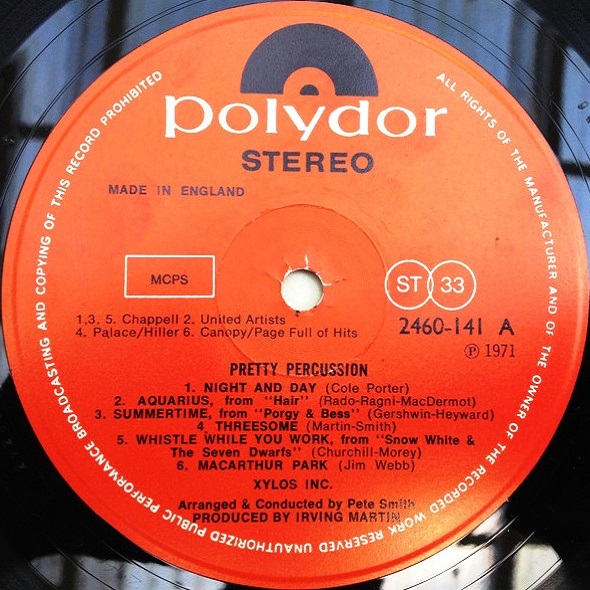 polydor
STEREO
MADE IN ENGLAND
MCPS
ST 33
1,3, 5. Chappell 2. United Artists
4. Palace/Hiller 6. Canopy/Page Full of Hits
2460-141 A
℗ 1971
PRETTY PERCUSSION
1. NIGHT AND DAY (Cole Porter)
2. AQUARIUS, from "Hair" (Rado-Ragni-MacDermot)
3. SUMMERTIME, from "Porgy & Bess" (Gershwin-Heyward)
4. THREESOME (Martin-Smith)
5. WHISTLE WHILE YOU WORK, from "Snow White &
The Seven Dwarfs" (Churchill-Morey)
6. MACARTHUR PARK (Jim Webb)
XYLOS INC.
Arranged & Conducted by Pete Smith
PRODUCED BY IRVING MARTIN
ALL RIGHTS OF THE MANUFACTURER AND OF THE OWNER OF THE RECORDED WORK RESERVED UNAUTHORIZED PUBLIC PERFORMANCE BROADCASTING AND COPYING OF THIS RECORD PROHIBITED